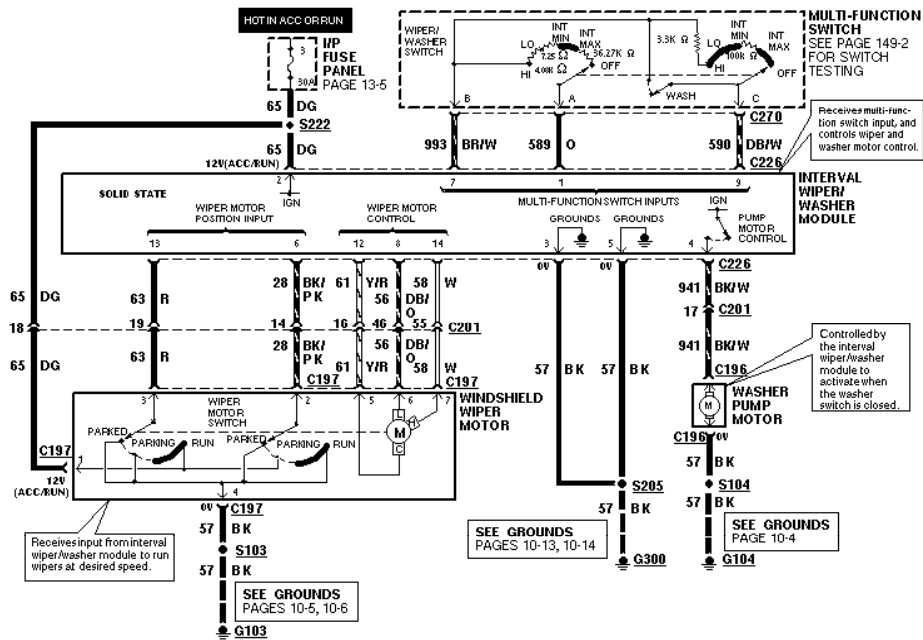 HOT IN ACC OR RUN
3
30A
I/P
FUSE
PANEL
PAGE 13-5
WIPER/
WASHER
SWITCH
INT
MIN
INT
MAX
LO
HI
7.25 Ω
4.08K Ω
36.27K Ω
OFF
3.3K Ω
LO
HI
INT
MIN
INT
MAX
100K Ω
OFF
WASH
B
A
C
MULTI-FUNCTION
SWITCH
SEE PAGE 149-2
FOR SWITCH
TESTING
65 DG
S222
65 DG
12V(ACC/RUN)
993 BR/W
589 O
590 DB/W
C270
C226
Receives multi-func-
tion switch input, and
controls wiper and
washer motor control.
2
IGN
SOLID STATE
7
1
9
MULTI-FUNCTION SWITCH INPUTS
WIPER MOTOR
POSITION INPUT
WIPER MOTOR
CONTROL
GROUNDS
GROUNDS
IGN
PUMP
MOTOR
CONTROL
INTERVAL
WIPER/
WASHER
MODULE
13
6
12
8
14
3
5
4
0V
0V
C226
65 DG
63 R
28 BK/
PK
61 Y/R
56 DB/
O
58 W
941 BK/W
18
19
14
16
46
55
C201
17
C201
65 DG
63 R
28 BK/
PK
61 Y/R
56 DB/
O
58 W
57 BK
57 BK
941 BK/W
C197
C197
C196
3
2
5
6
7
WIPER
MOTOR
SWITCH
PARKED
PARKING
RUN
PARKED
PARKING
RUN
L
M
C
WINDSHIELD
WIPER
MOTOR
C197
1
12V
(ACC/RUN)
4
0V
C197
57 BK
S103
57 BK
G103
Receives input from interval
wiper/washer module to run
wipers at desired speed.
SEE GROUNDS
PAGES 10-5, 10-6
S205
57 BK
G300
SEE GROUNDS
PAGES 10-13, 10-14
M
WASHER
PUMP
MOTOR
C196
0V
57 BK
S104
57 BK
G104
SEE GROUNDS
PAGE 10-4
Controlled by
the interval
wiper/washer
module to
activate when
the washer
switch is closed.